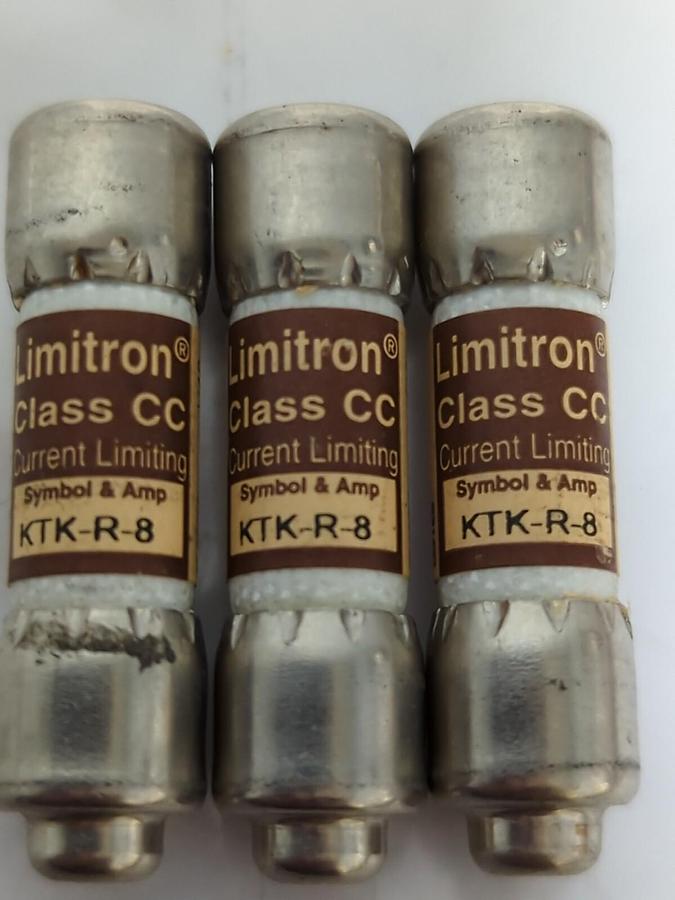 Limitron®
Class CC
Current Limiting
Symbol & Amp
KTK-R-8
Limitron®
Class CC
Current Limiting
Symbol & Amp
KTK-R-8
Limitron®
Class CC
Current Limiting
Symbol & Amp
KTK-R-8